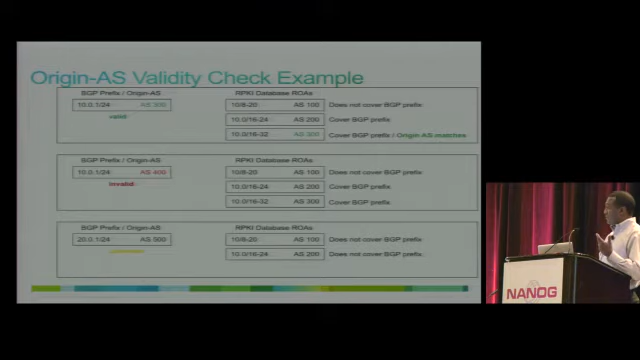 Origin-AS Validity Check Example
BGP Prefix / Origin-AS
RPKI Database ROAs
10.0.1/24 AS 300
10/8-20 AS 100 Does not cover BGP prefix
valid
10.0/16-24 AS 200 Cover BGP prefix
10.0/16-32 AS 300 Cover BGP prefix / Origin AS matches
BGP Prefix / Origin-AS
RPKI Database ROAs
10.0.1/24 AS 400
10/8-20 AS 100 Does not cover BGP prefix
invalid
10.0/16-24 AS 200 Cover BGP prefix
10.0/16-32 AS 300 Cover BGP prefix
BGP Prefix / Origin-AS
RPKI Database ROAs
20.0.1/24 AS 500
10/8-20 AS 100 Does not cover BGP prefix
10.0/16-24 AS 200 Does not cover BGP prefix
NANOG